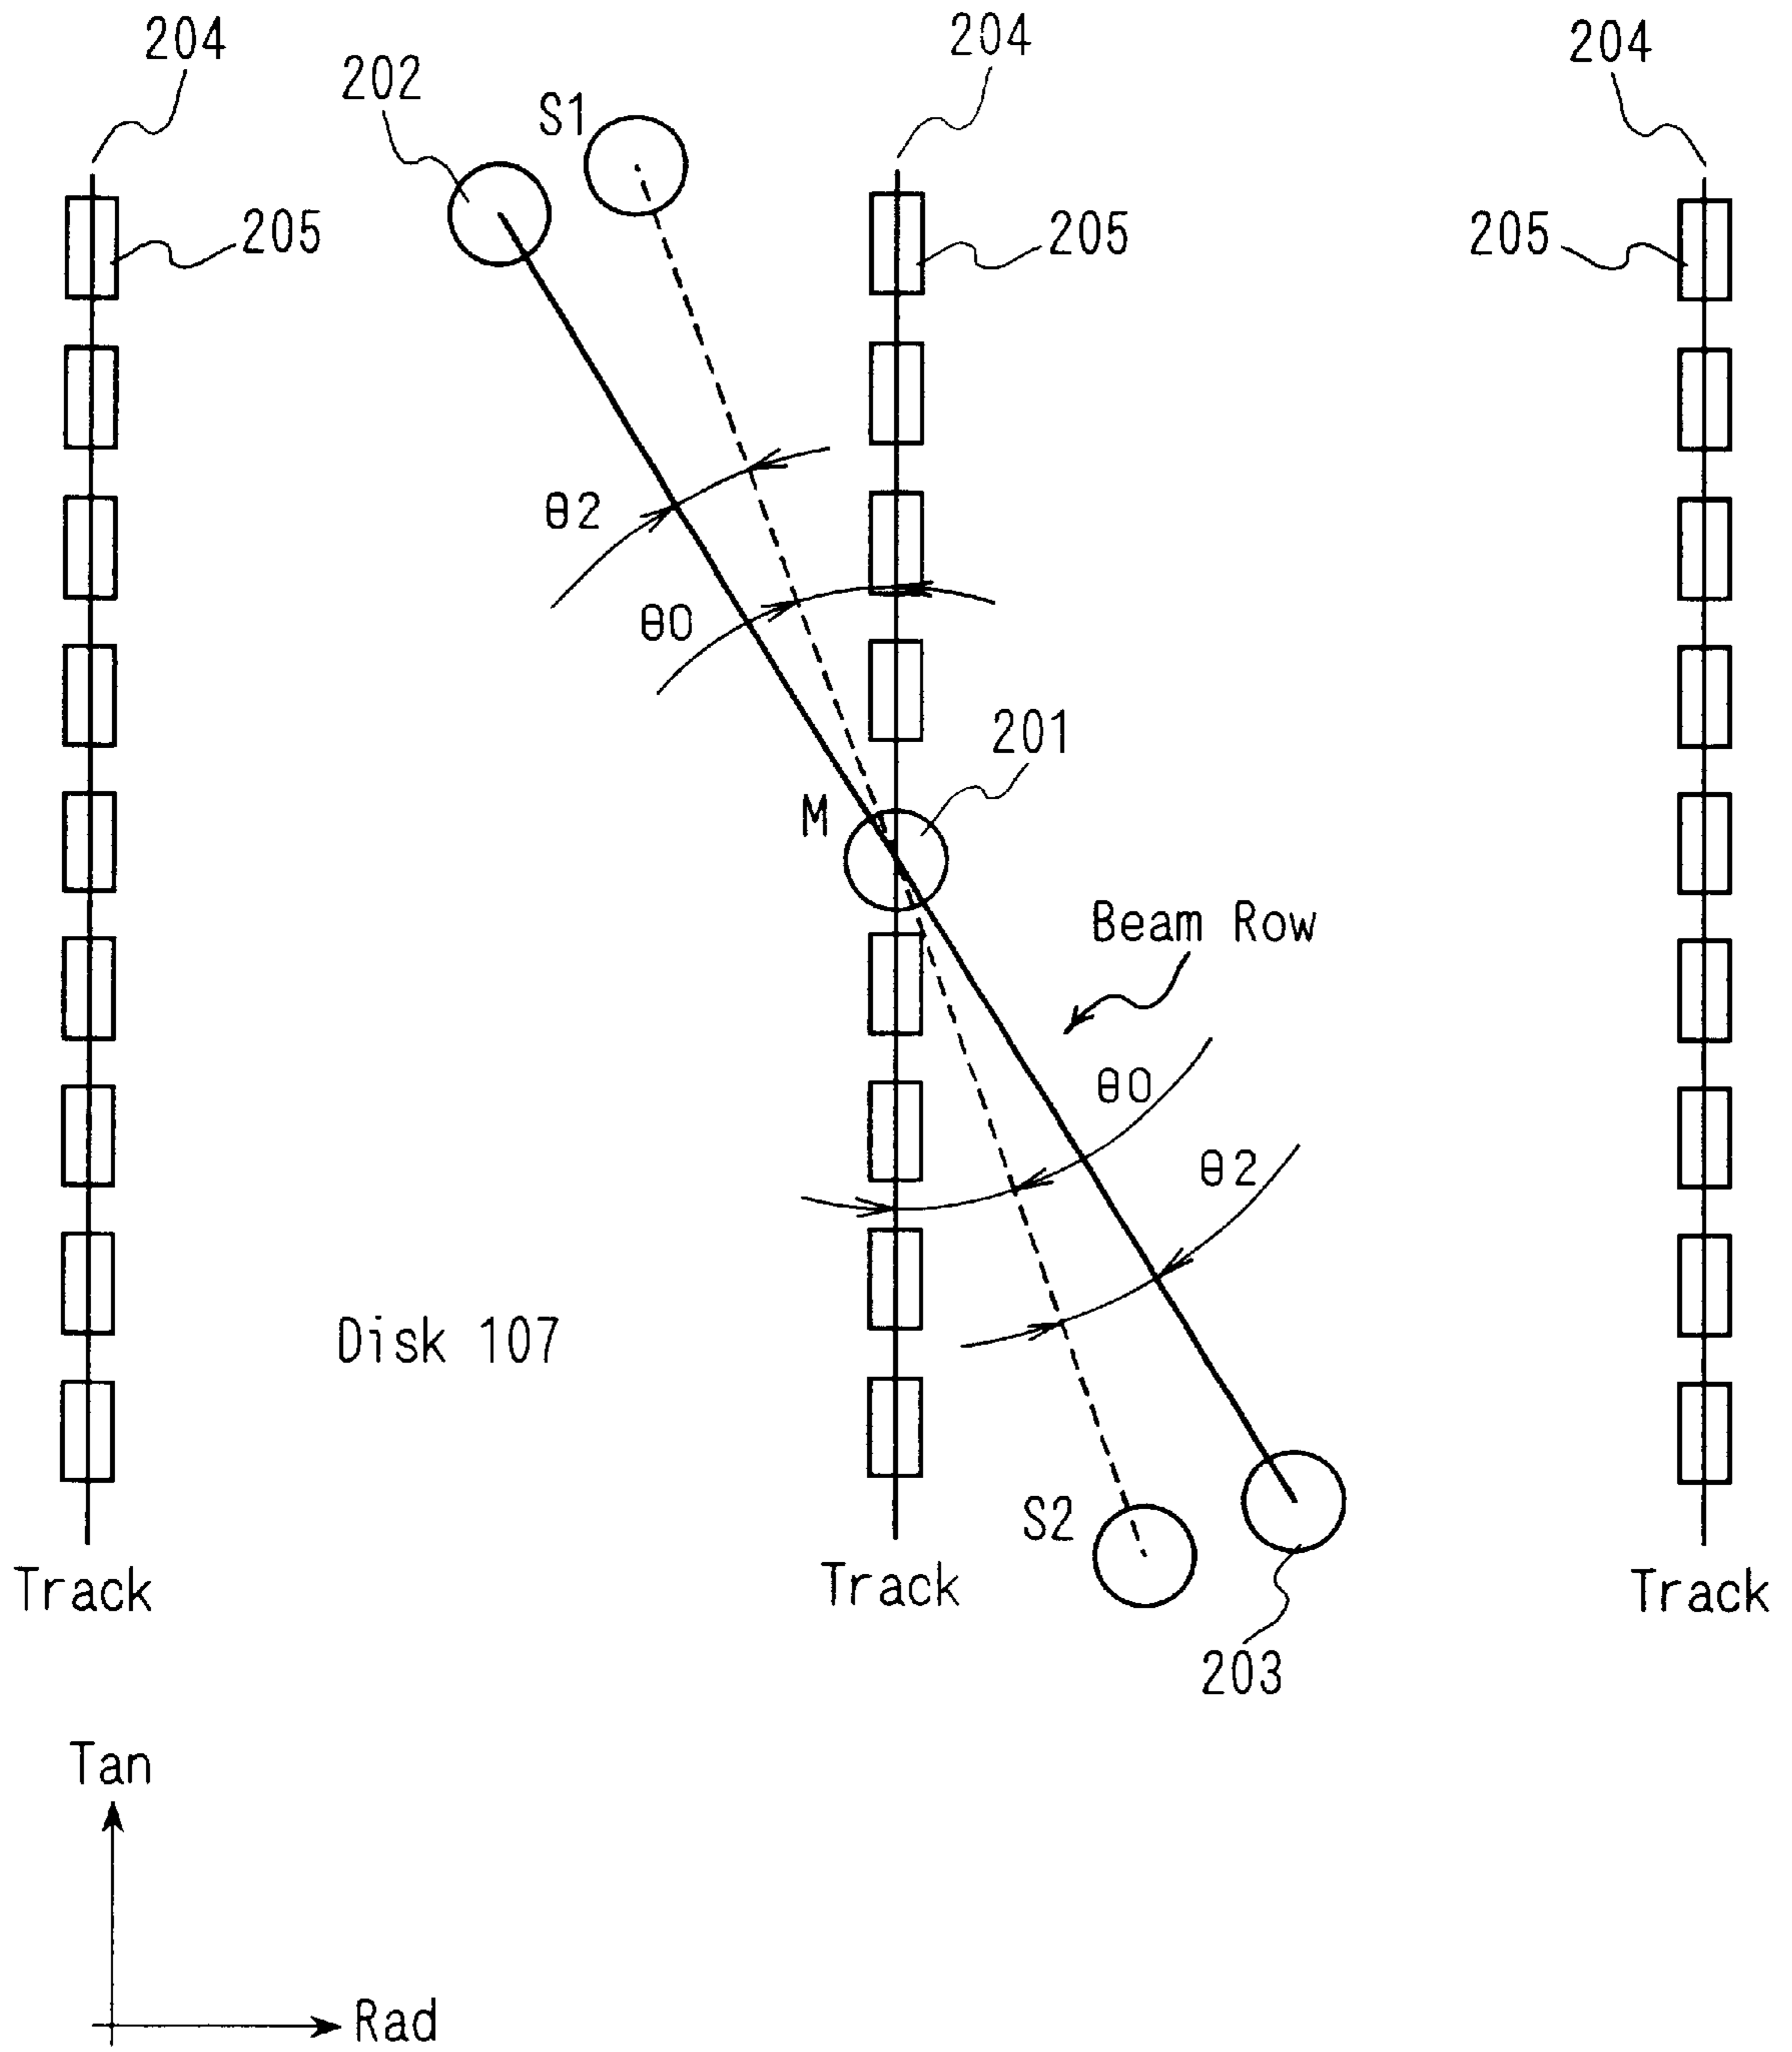 204
204
204
202
S1
205
205
205
θ2
θ0
201
M
Beam Row
θ0
θ2
Disk 107
S2
Track
Track
Track
203
Tan
Rad